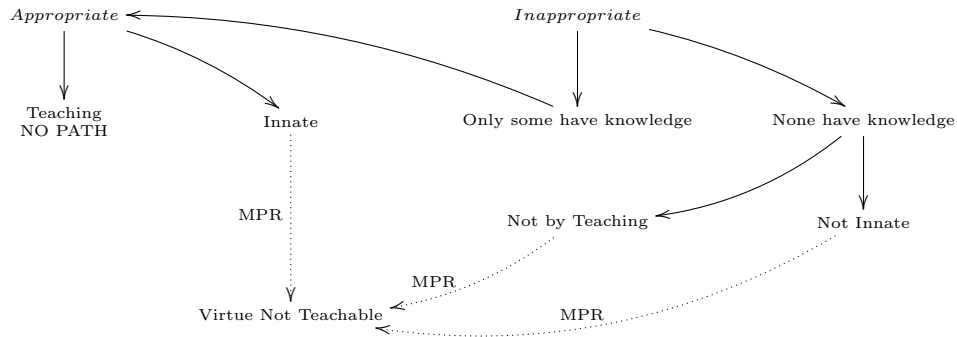 Appropriate
Inappropriate
Teaching
NO PATH
Innate
Only some have knowledge
None have knowledge
MPR
Not by Teaching
Not Innate
MPR
Virtue Not Teachable
MPR